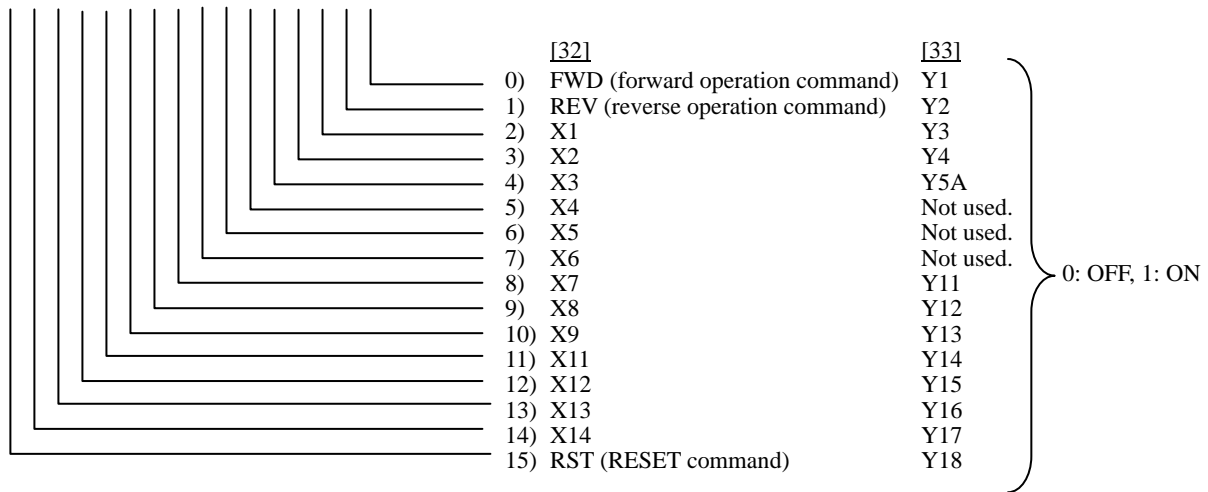 [32] [33]
0) FWD (forward operation command) Y1
1) REV (reverse operation command) Y2
2) X1 Y3
3) X2 Y4
4) X3 Y5A
5) X4 Not used.
6) X5 Not used.
7) X6 Not used.
8) X7 Y11
0: OFF, 1: ON
9) X8 Y12
10) X9 Y13
11) X11 Y14
12) X12 Y15
13) X13 Y16
14) X14 Y17
15) RST (RESET command) Y18